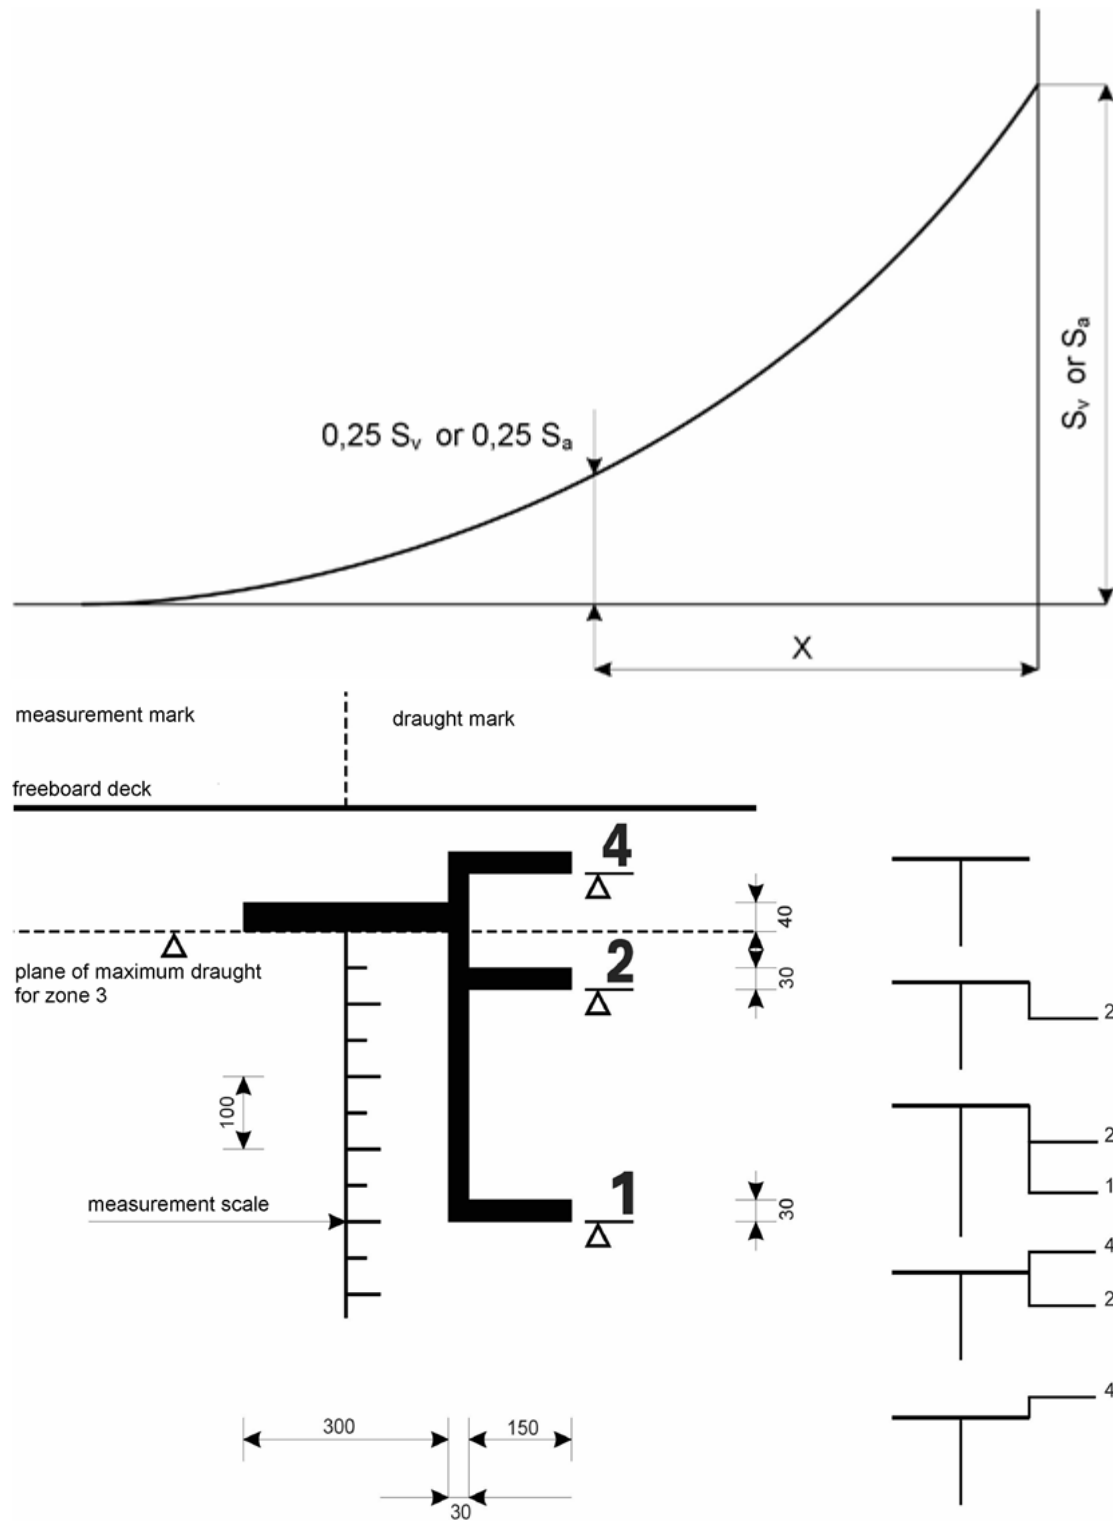 0,25 Sv or 0,25 Sa
Sv or Sa
X
measurement mark
draught mark
freeboard deck
4
40
plane of maximum draught
for zone 3
2
30
100
measurement scale
1
30
300
150
30
2
2
1
4
2
4